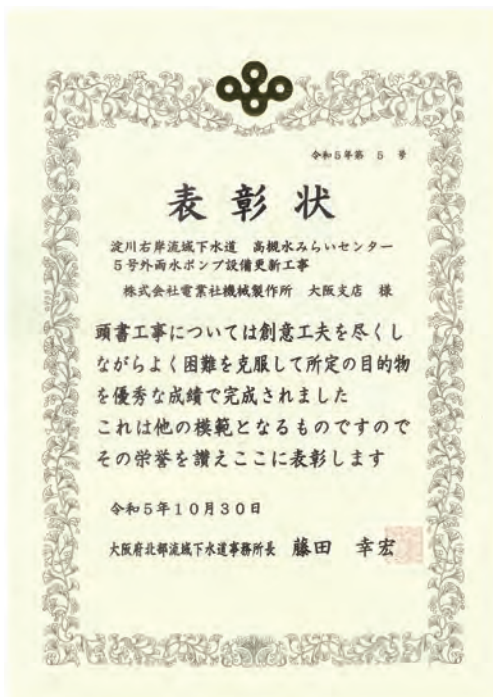 令和5年第 5 号
表彰状
淀川右岸流域下水道 高槻水みらいセンター
5号外雨水ポンプ設備更新工事
株式会社電業社機械製作所 大阪支店 様
頭書工事については創意工夫を尽くし
ながらよく困難を克服して所定の目的物
を優秀な成績で完成されました
これは他の模範となるものですので
その栄誉を讃えここに表彰します
令和5年10月30日
大阪府北部流域下水道事務所長 藤田 幸宏